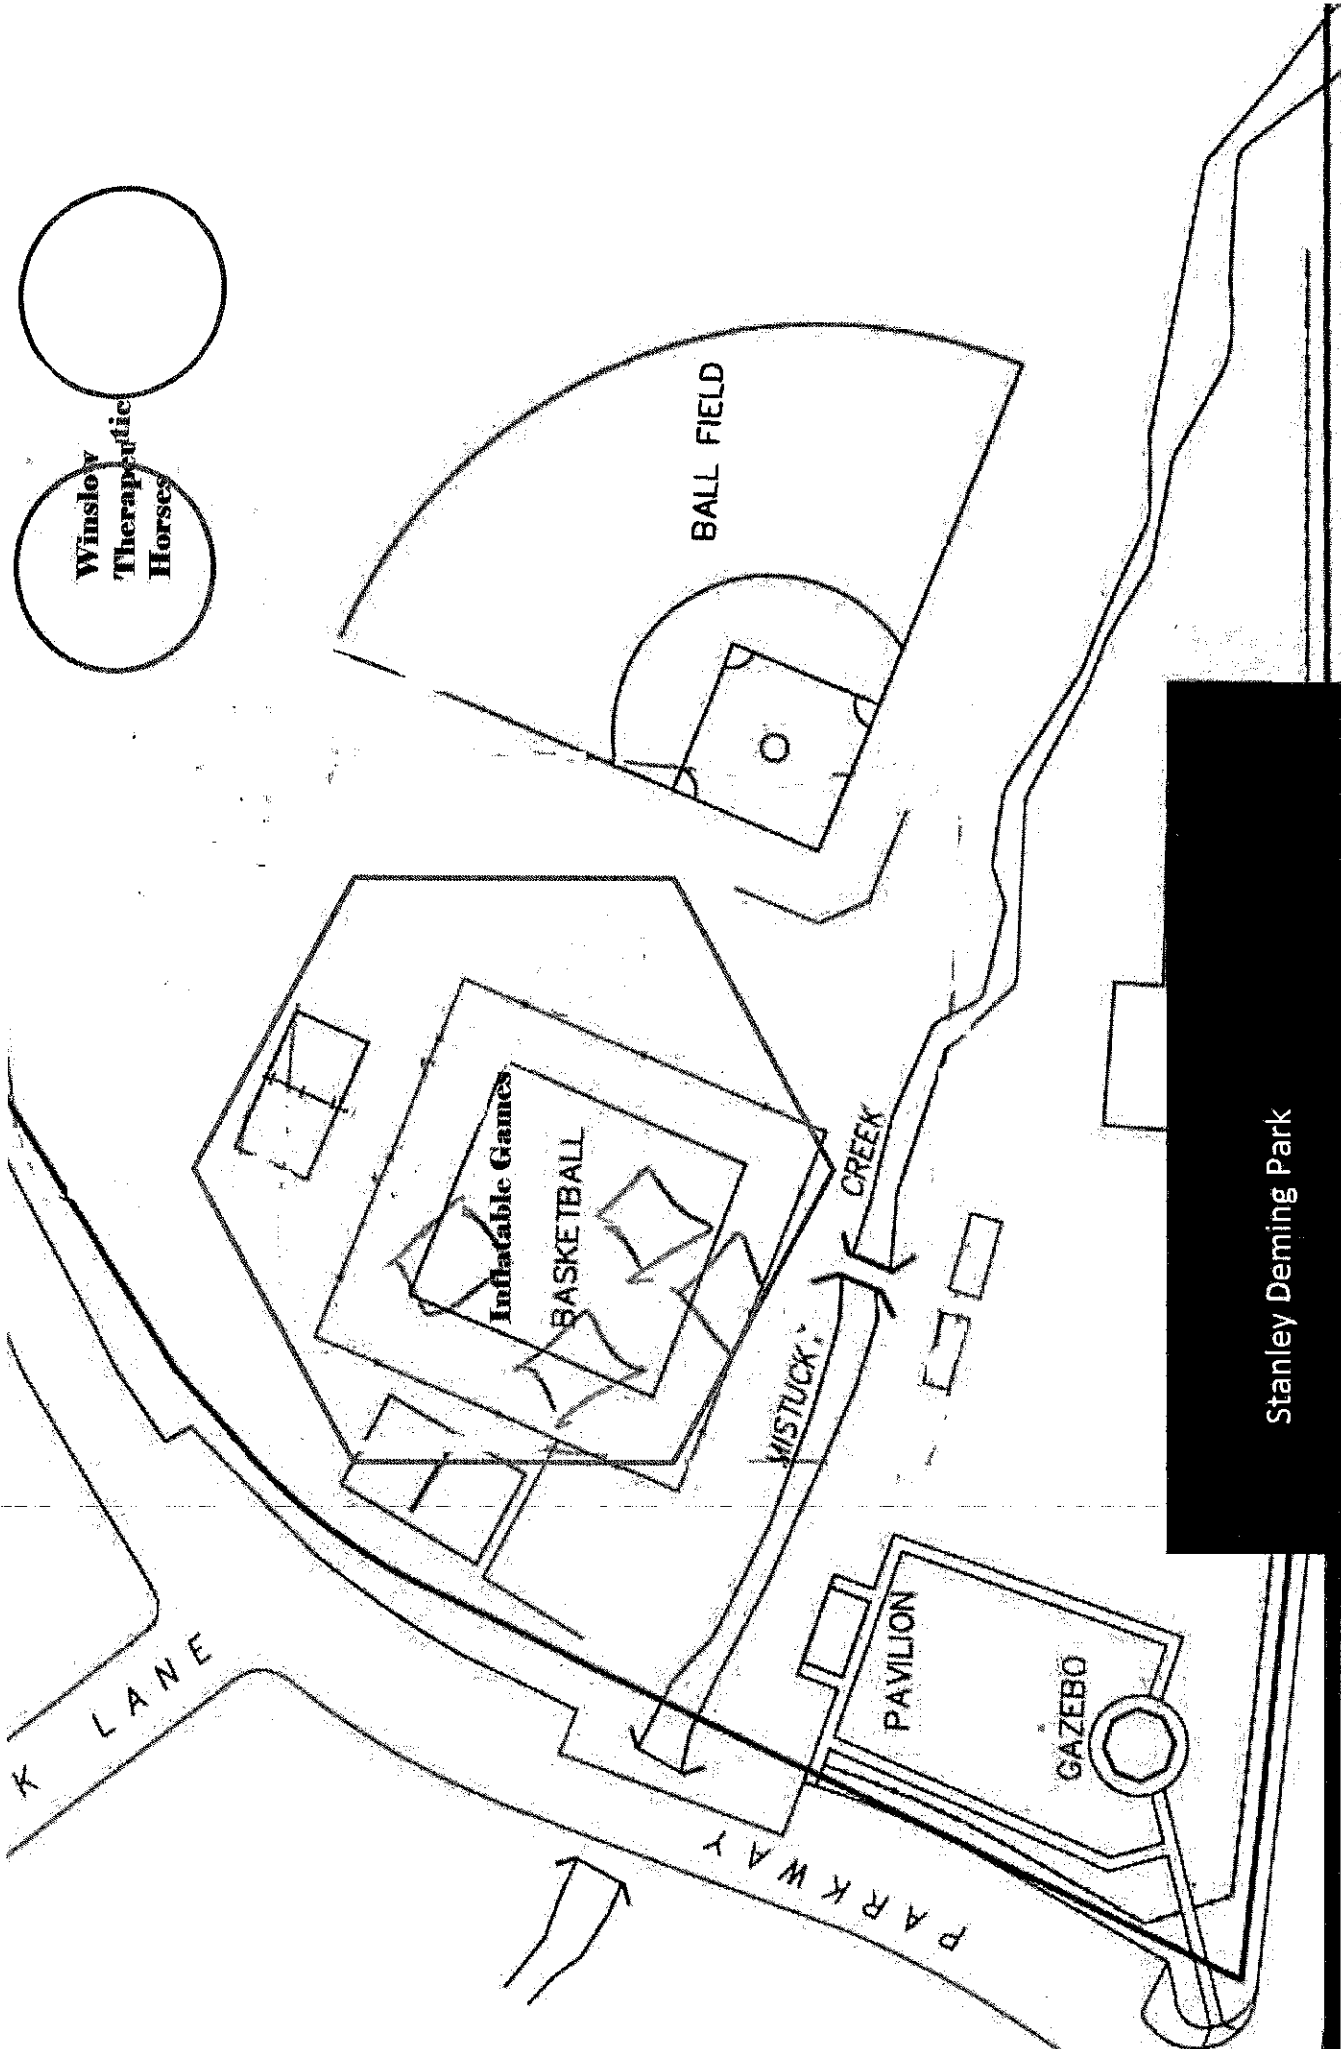 Winslow
Therapeutic
Horses
BALL FIELD
Inflatable Games
BASKETBALL
CREEK
MISTUCK
K LANE
PARKWAY
PAVILION
GAZEBO
Stanley Deming Park